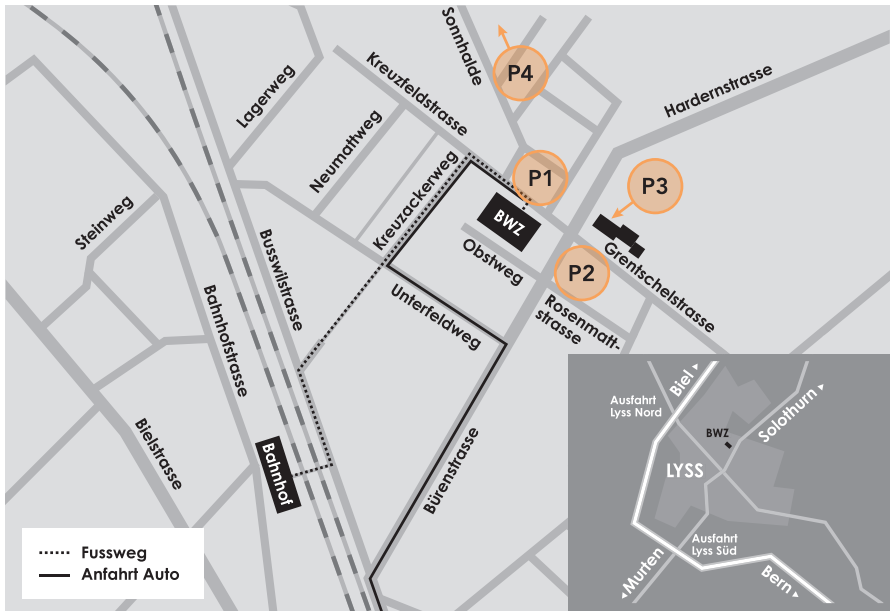 Sonnhalde
P4
Kreuzfeldstrasse
Hardernstrasse
Lagerweg
Neumattweg
P1
P3
Kreuzackerweg
BWZ
Steinweg
Busswilstrasse
Obstweg
Grentschelstrasse
P2
Bahnhofstrasse
Unterfeldweg
Rosenmatt-
strasse
Bielstrasse
Bahnhof
Bürenstrasse
Biel
Ausfahrt
Lyss Nord
Solothurn
BWZ
LYSS
Ausfahrt
Lyss Süd
Murten
Bern
Fussweg
Anfahrt Auto